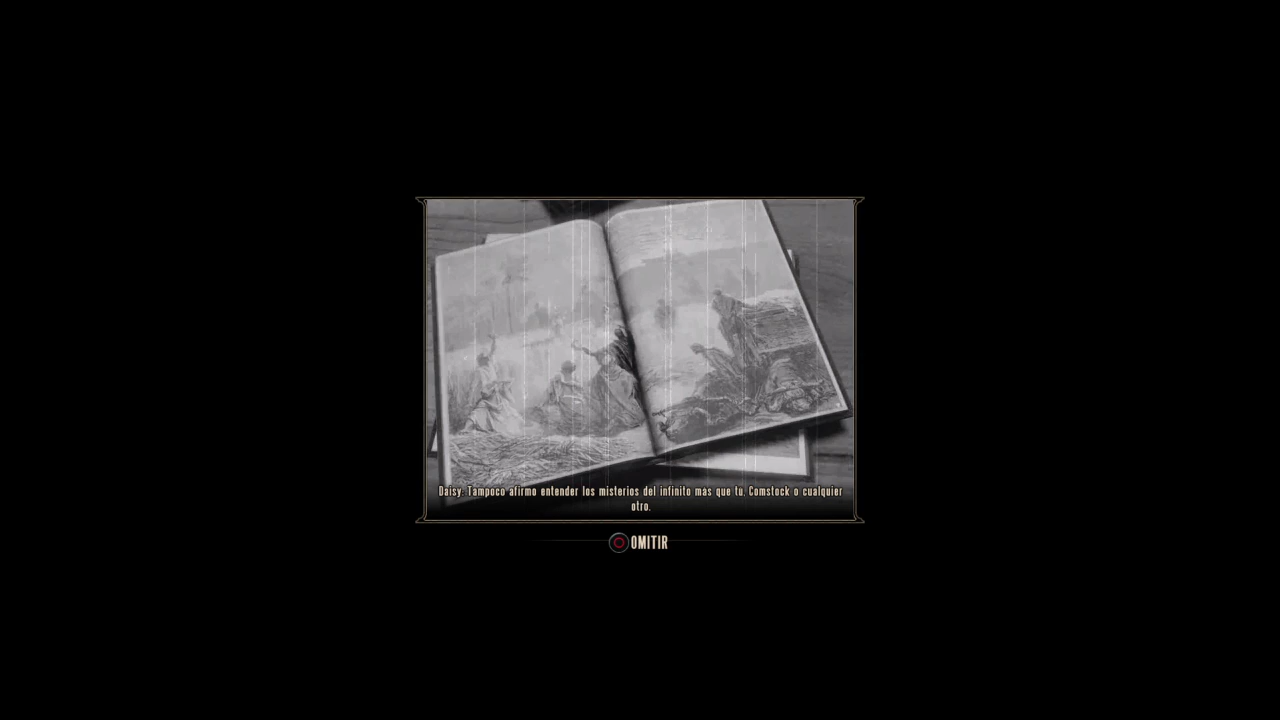 Daisy: Tampoco afirmo entender los misterios del infinito más que tú, Comstock o cualquier
otro.
OMITIR